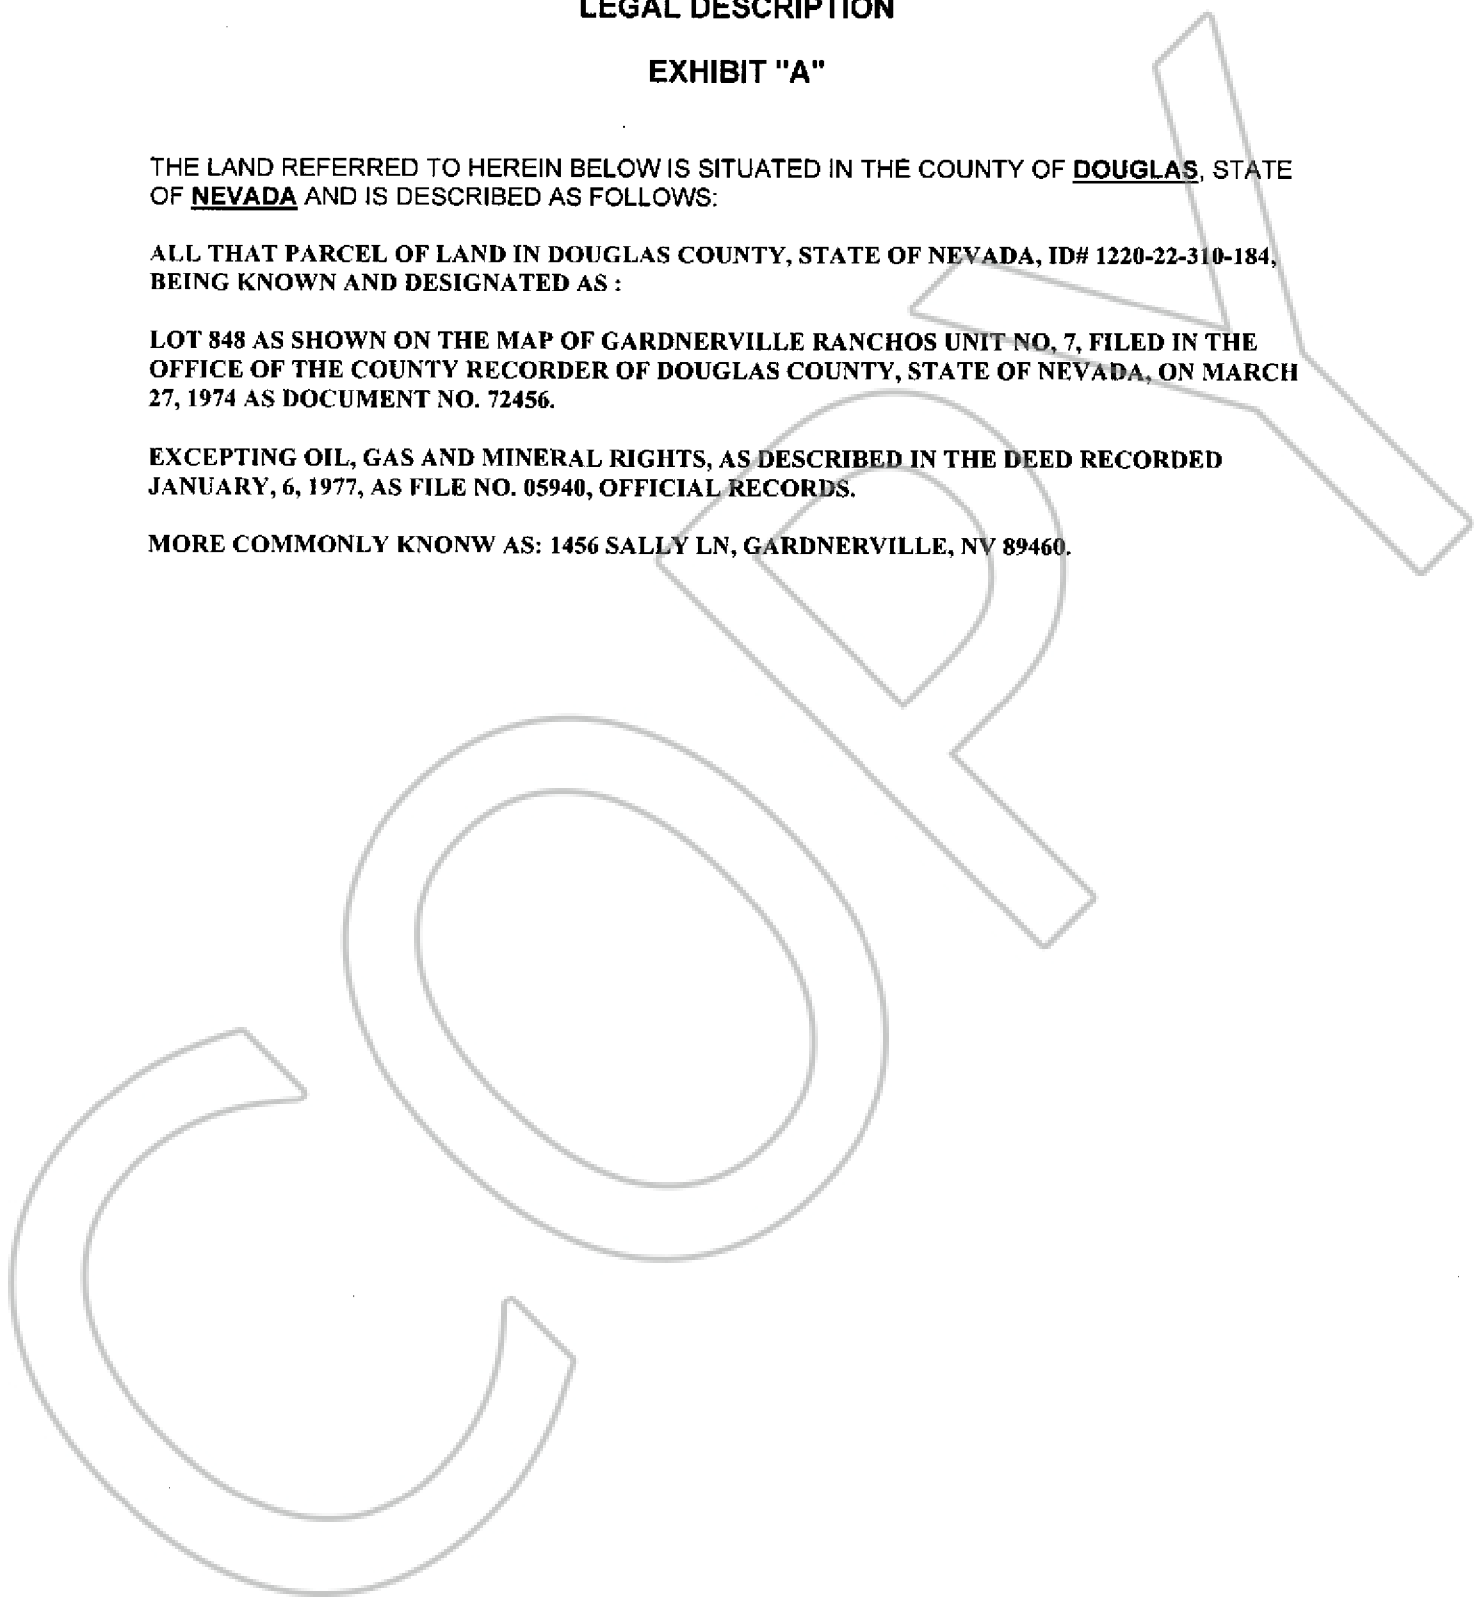 LEGAL DESCRIPTION
EXHIBIT "A"
THE LAND REFERRED TO HEREIN BELOW IS SITUATED IN THE COUNTY OF DOUGLAS, STATE
OF NEVADA AND IS DESCRIBED AS FOLLOWS:
ALL THAT PARCEL OF LAND IN DOUGLAS COUNTY, STATE OF NEVADA, ID# 1220-22-310-184,
BEING KNOWN AND DESIGNATED AS :
LOT 848 AS SHOWN ON THE MAP OF GARDNERVILLE RANCHOS UNIT NO, 7, FILED IN THE
OFFICE OF THE COUNTY RECORDER OF DOUGLAS COUNTY, STATE OF NEVADA, ON MARCH
27, 1974 AS DOCUMENT NO. 72456.
EXCEPTING OIL, GAS AND MINERAL RIGHTS, AS DESCRIBED IN THE DEED RECORDED
JANUARY, 6, 1977, AS FILE NO. 05940, OFFICIAL RECORDS.
MORE COMMONLY KNONW AS: 1456 SALLY LN, GARDNERVILLE, NV 89460.
COPY